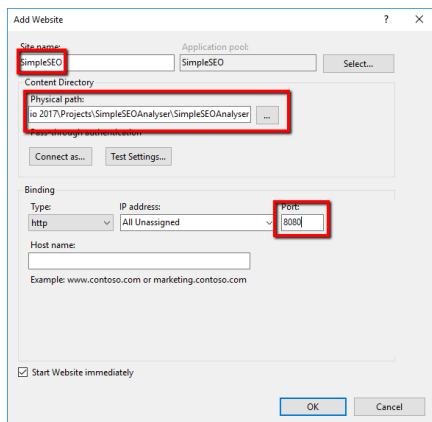 Add Website
? ×
Site name: Application pool:
SimpleSEO SimpleSEO Select...
Content Directory
Physical path:
io 2017\Projects\SimpleSEOAnalyser\SimpleSEOAnalyser ...
Pass-through authentication
Connect as... Test Settings...
Binding
Type: IP address: Port:
http All Unassigned 8080
Host name:
Example: www.contoso.com or marketing.contoso.com
Start Website immediately
OK Cancel